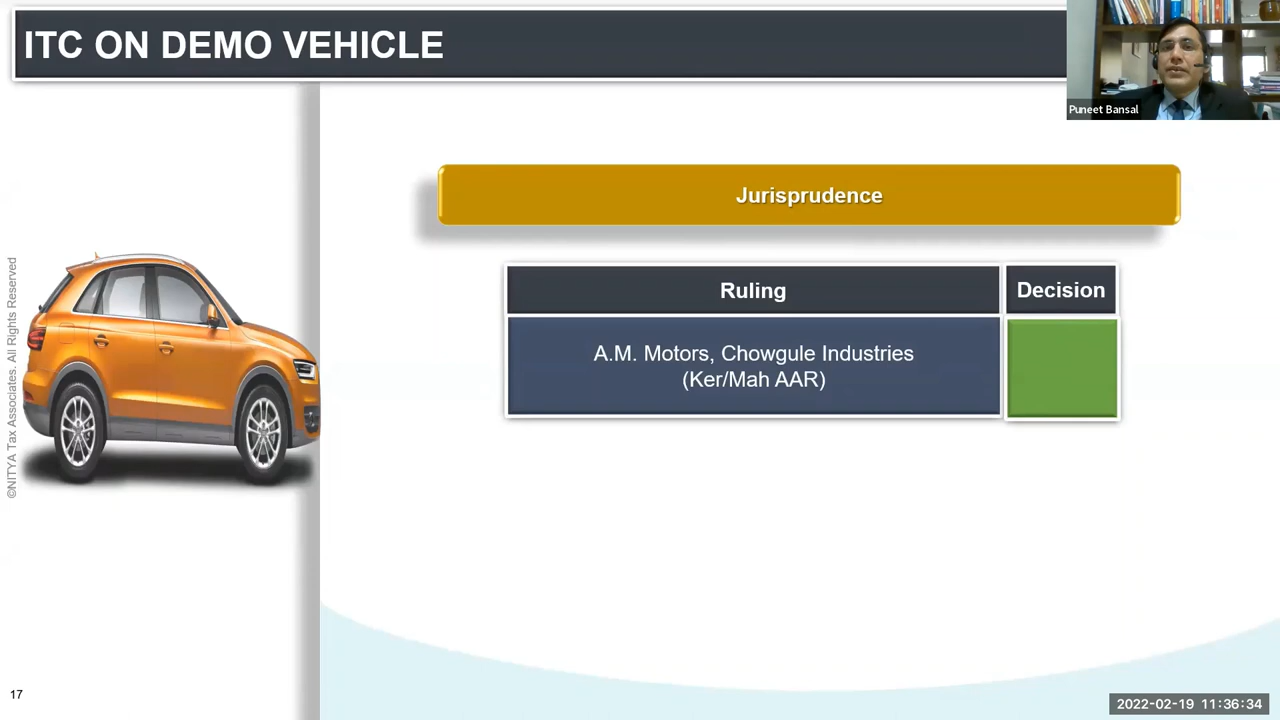 ITC ON DEMO VEHICLE
Puneet Bansal
Jurisprudence
Ruling
Decision
A.M. Motors, Chowgule Industries
(Ker/Mah AAR)
©NITYA Tax Associates. All Rights Reserved
17
2022-02-19 11:36:34